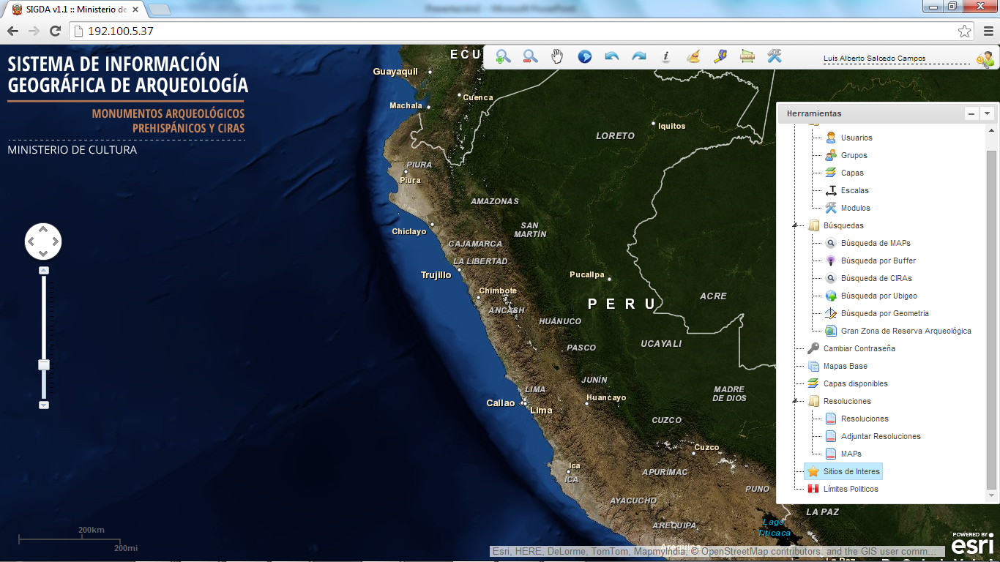 SIGDA v1.1 :: Ministerio de
192.100.5.37
SISTEMA DE INFORMACIÓN
GEOGRÁFICA DE ARQUEOLOGÍA
MONUMENTOS ARQUEOLÓGICOS
PREHISPÁNICOS Y CIRAS
MINISTERIO DE CULTURA
Luis Alberto Salcedo Campos
ECU
Guayaquil
Cuenca
Machala
Iquitos
LORETO
PIURA
Piura
AMAZONAS
SAN
MARTÍN
Chiclayo
CAJAMARCA
LA LIBERTAD
Trujillo
Pucallpa
Chimbote
ANCASH
PERU
ACRE
HUÁNUCO
UCAYALI
PASCO
JUNÍN
LIMA
Callao
Lima
Huancayo
MADRE
DE DIOS
CUZCO
Cuzco
Ica
ICA
APURÍMAC
PUNO
AYACUCHO
AREQUIPA
LA PAZ
Lago
Titicaca
Herramientas
Usuarios
Grupos
Capas
Escalas
Modulos
Búsquedas
Búsqueda de MAPs
Búsqueda por Buffer
Búsqueda de CIRAs
Búsqueda por Ubigeo
Búsqueda por Geometria
Gran Zona de Reserva Arqueológica
Cambiar Contraseña
Mapas Base
Capas disponibles
Resoluciones
Resoluciones
Adjuntar Resoluciones
MAPs
Sitios de Interes
Límites Politicos
200km
200mi
Esri, HERE, DeLorme, TomTom, MapmyIndia, © OpenStreetMap contributors, and the GIS user comm...
POWERED BY
esri